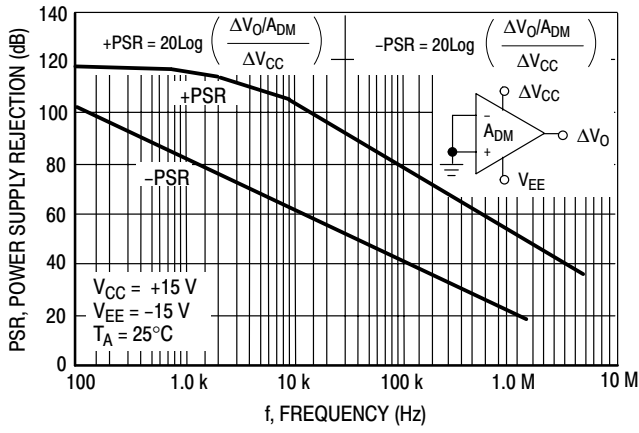 PSR, POWER SUPPLY REJECTION (dB)
140
120
100
80
60
40
20
0
+PSR = 20Log ( ΔVO/ADM / ΔVCC )
−PSR = 20Log ( ΔVO/ADM / ΔVCC )
+PSR
−PSR
ΔVCC
−
ADM
+
ΔVO
VEE
VCC = +15 V
VEE = −15 V
TA = 25°C
100
1.0 k
10 k
100 k
1.0 M
10 M
f, FREQUENCY (Hz)